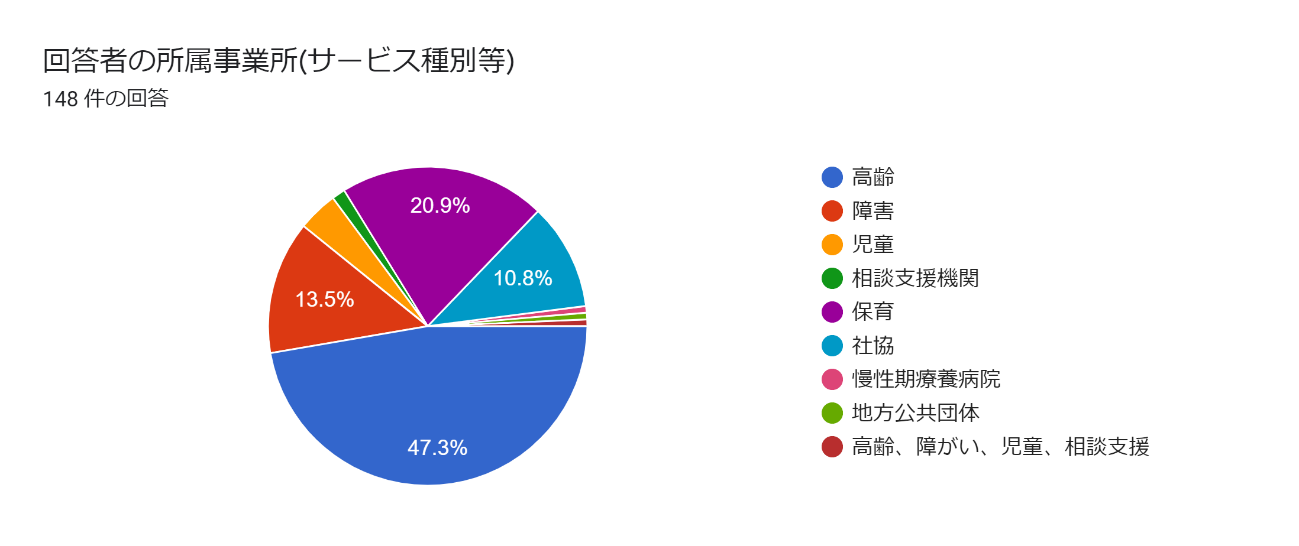 回答者の所属事業所(サービス種別等)
148 件の回答
20.9%
10.8%
13.5%
47.3%
高齢
障害
児童
相談支援機関
保育
社協
慢性期療養病院
地方公共団体
高齢、障がい、児童、相談支援